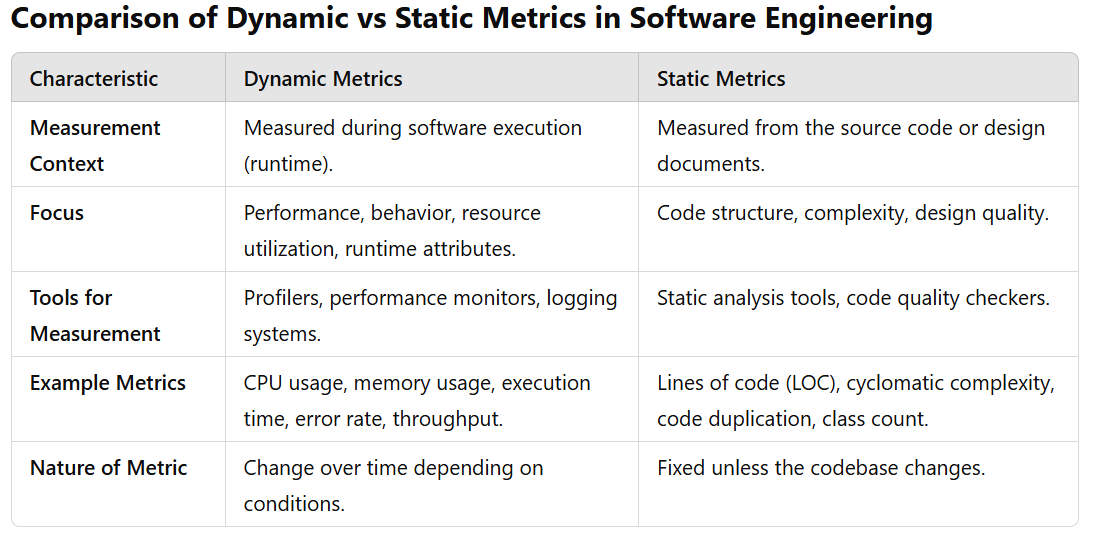 Comparison of Dynamic vs Static Metrics in Software Engineering
Characteristic
Dynamic Metrics
Static Metrics
Measurement
Context
Measured during software execution
(runtime).
Measured from the source code or design
documents.
Focus
Performance, behavior, resource
utilization, runtime attributes.
Code structure, complexity, design quality.
Tools for
Measurement
Profilers, performance monitors, logging
systems.
Static analysis tools, code quality checkers.
Example Metrics
CPU usage, memory usage, execution
time, error rate, throughput.
Lines of code (LOC), cyclomatic complexity,
code duplication, class count.
Nature of Metric
Change over time depending on
conditions.
Fixed unless the codebase changes.